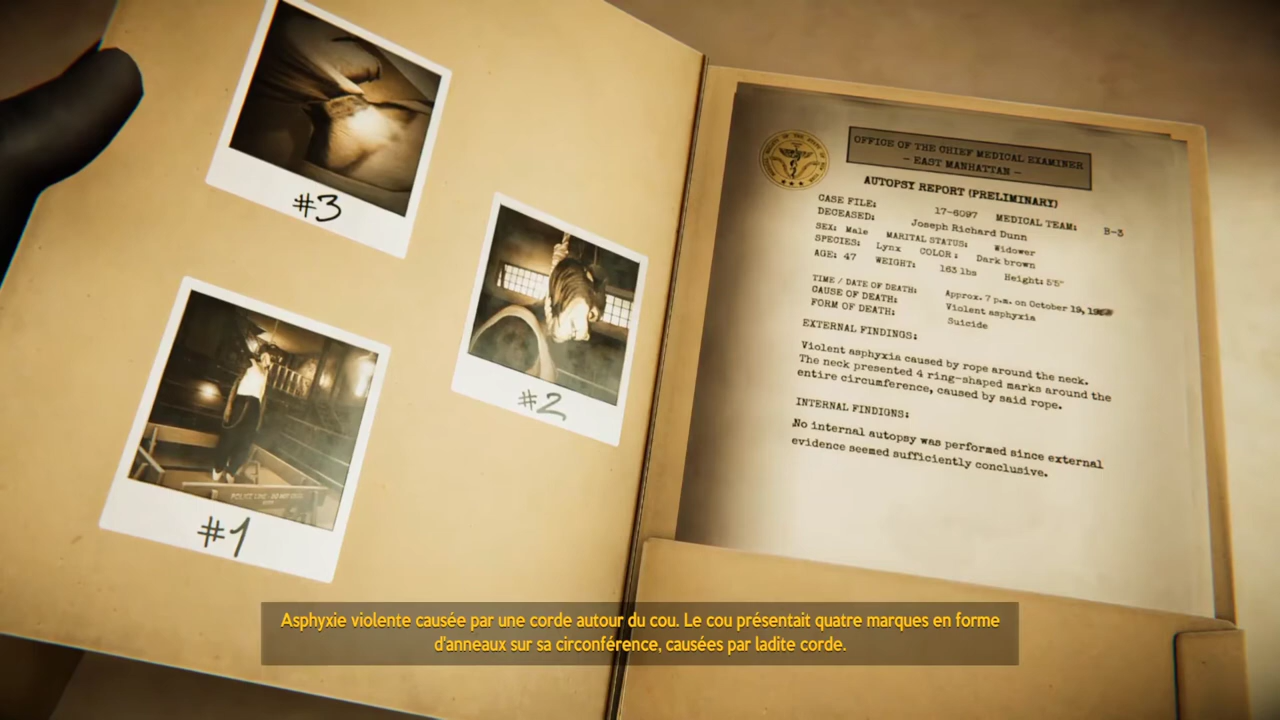 #3
#2
#1
POLICE LINE - DO NOT CROSS
OFFICE OF THE CHIEF MEDICAL EXAMINER
- EAST MANHATTAN -
AUTOPSY REPORT (PRELIMINARY)
CASE FILE: 17-6097 MEDICAL TEAM: B-3
DECEASED: Joseph Richard Dunn
SEX: Male MARITAL STATUS: Widower
SPECIES: Lynx COLOR: Dark brown
AGE: 47 WEIGHT: 163 lbs Height: 5'5"
TIME / DATE OF DEATH: Approx. 7 p.m. on October 19,
CAUSE OF DEATH: Violent asphyxia
FORM OF DEATH: Suicide
EXTERNAL FINDINGS:
Violent asphyxia caused by rope around the neck.
The neck presented 4 ring-shaped marks around the
entire circumference, caused by said rope.
INTERNAL FINDIONS:
No internal autopsy was performed since external
evidence seemed sufficiently conclusive.
Asphyxie violente causée par une corde autour du cou. Le cou présentait quatre marques en forme
d'anneaux sur sa circonférence, causées par ladite corde.